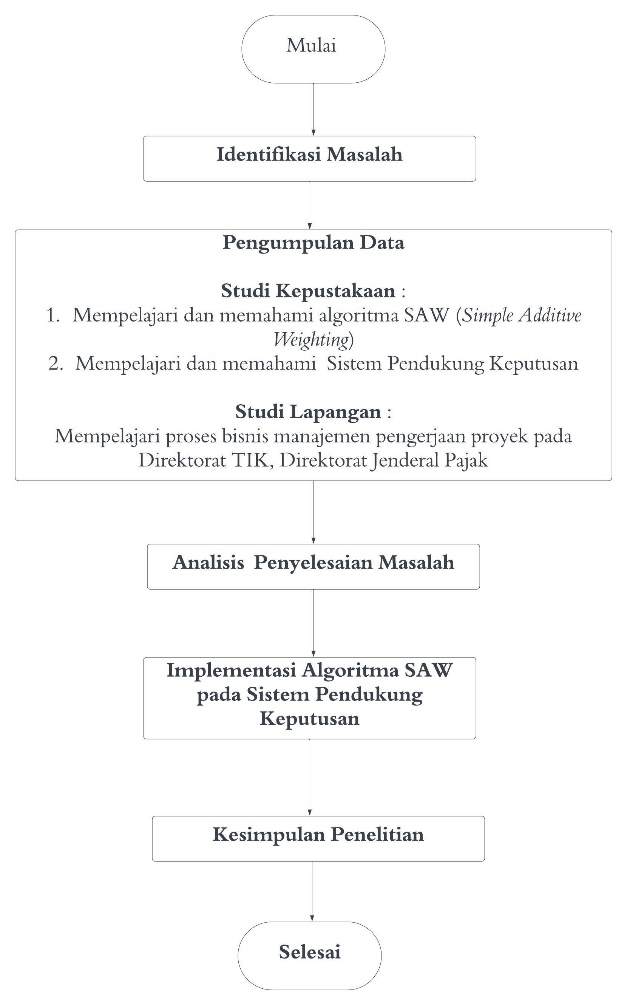 Mulai
Identifikasi Masalah
Pengumpulan Data
Studi Kepustakaan :
1. Mempelajari dan memahami algoritma SAW (Simple Additive
Weighting)
2. Mempelajari dan memahami Sistem Pendukung Keputusan
Studi Lapangan :
Mempelajari proses bisnis manajemen pengerjaan proyek pada
Direktorat TIK, Direktorat Jenderal Pajak
Analisis Penyelesaian Masalah
Implementasi Algoritma SAW
pada Sistem Pendukung
Keputusan
Kesimpulan Penelitian
Selesai